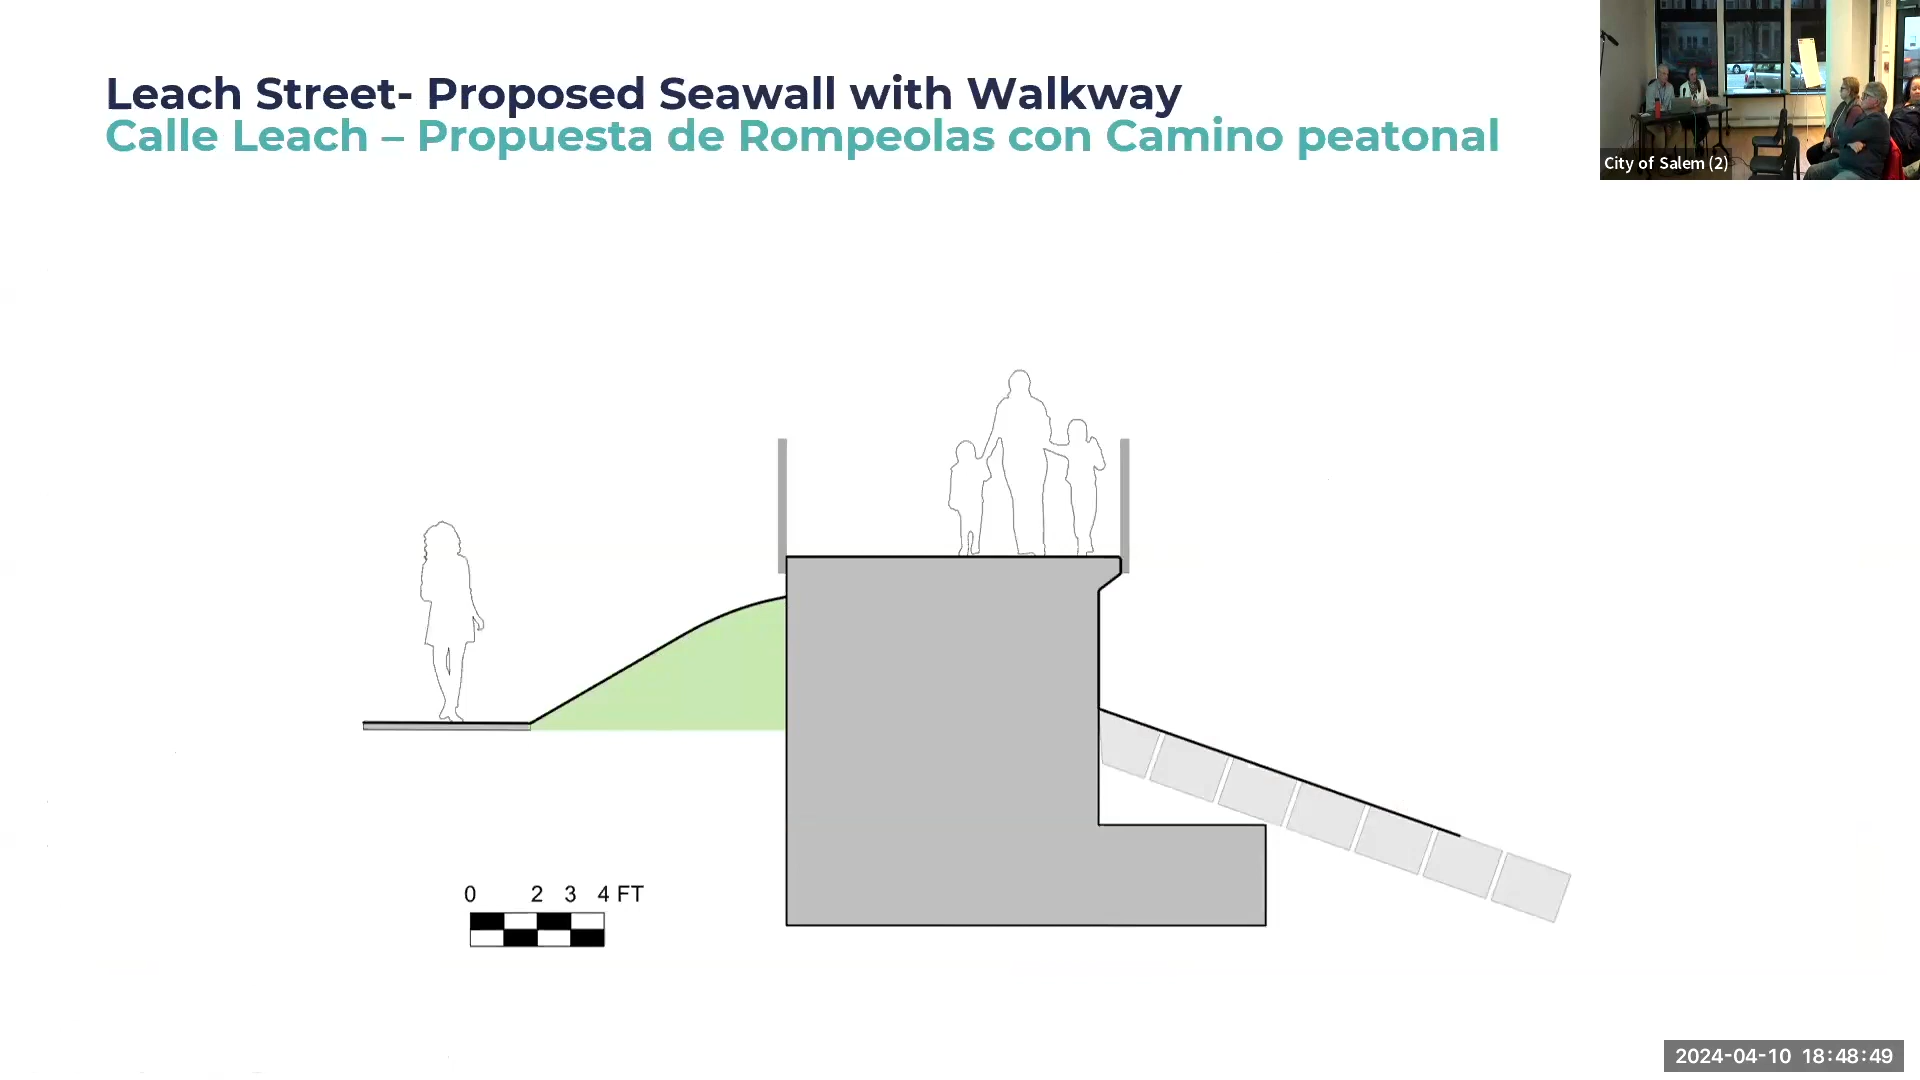 Leach Street- Proposed Seawall with Walkway
Calle Leach – Propuesta de Rompeolas con Camino peatonal
City of Salem (2)
0 2 3 4 FT
2024-04-10 18:48:49